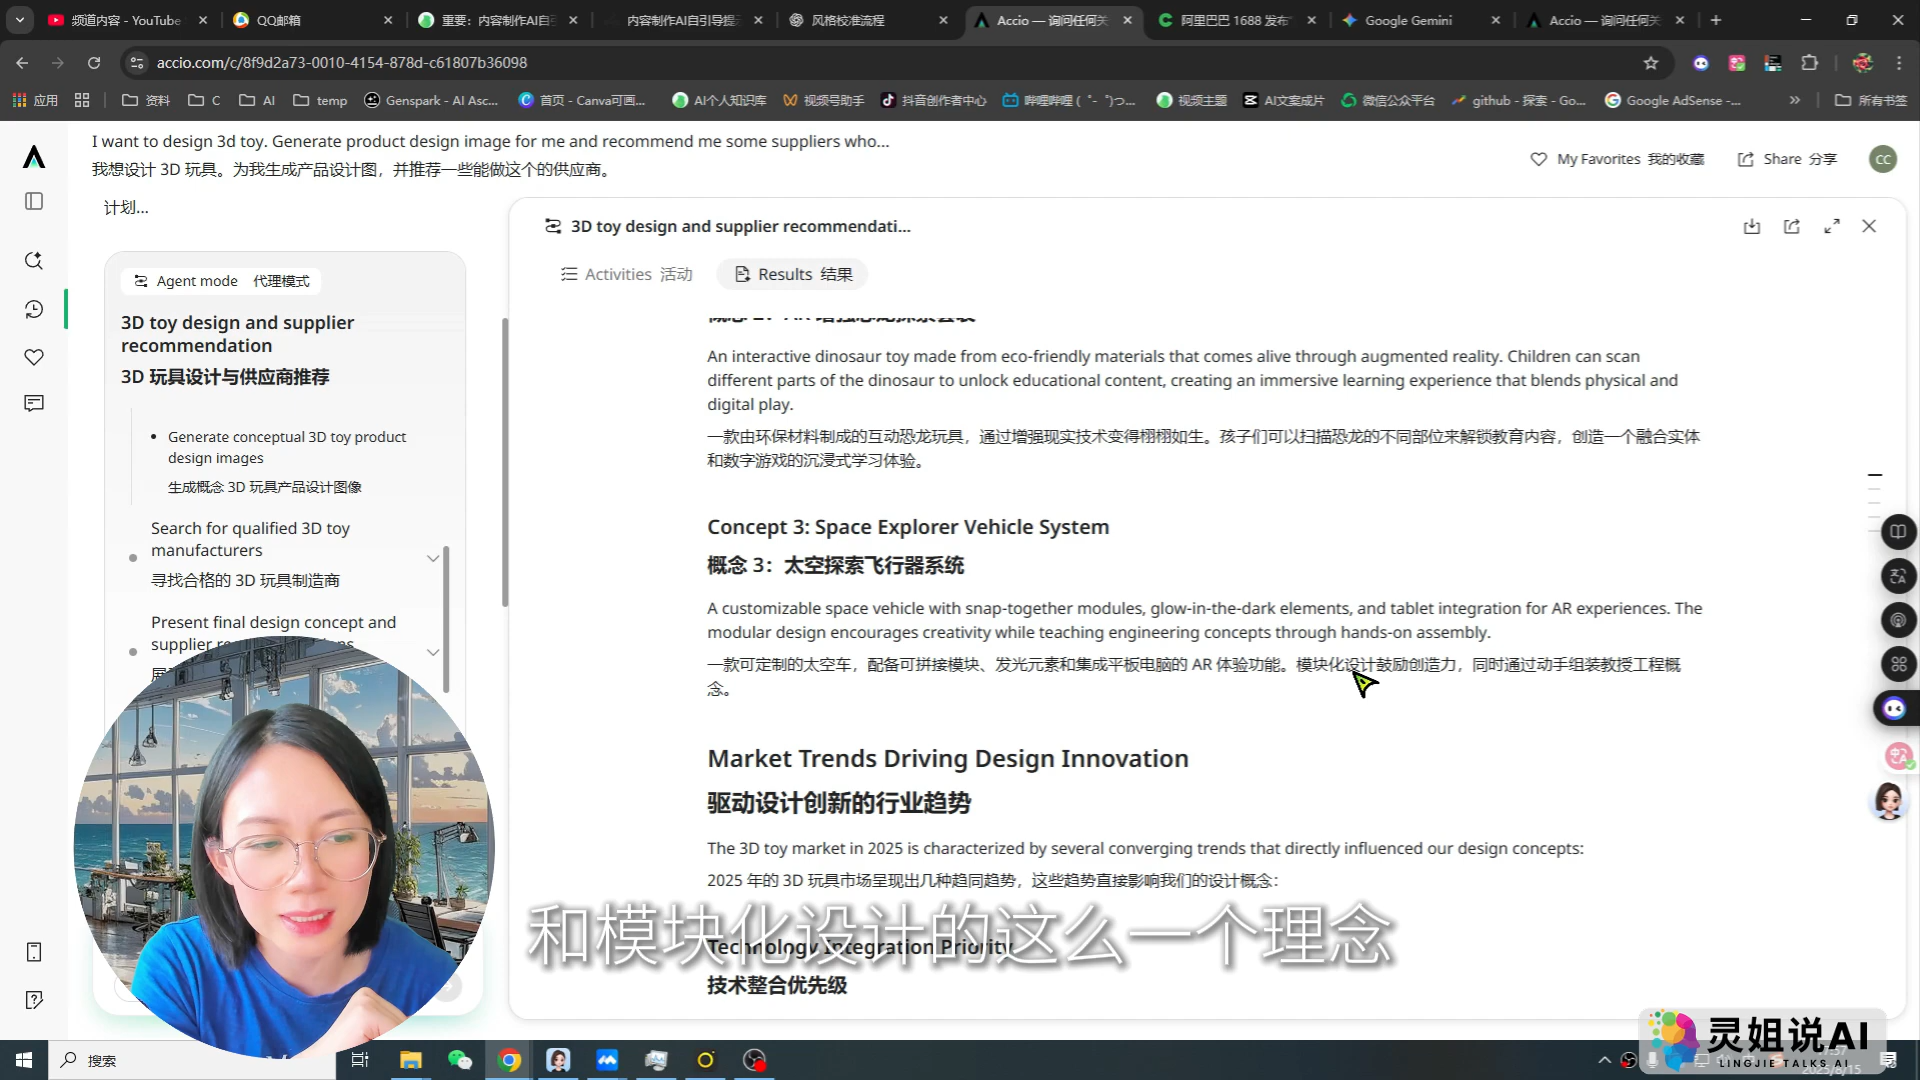 频道内容 - YouTube
QQ邮箱
重要：内容制作AI自引
内容制作AI自引导提示
风格校准流程
Accio — 询问任何关
阿里巴巴 1688 发布
Google Gemini
Accio — 询问任何关
accio.com/c/8f9d2a73-0010-4154-878d-c61807b36098
应用
资料
C
AI
temp
Genspark - AI Asc...
首页 - Canva可画...
AI个人知识库
视频号助手
抖音创作者中心
哔哩哔哩 (゜-゜)つ...
视频主题
AI文案成片
微信公众平台
github - 探索 - Go...
Google AdSense -...
所有书签
I want to design 3d toy. Generate product design image for me and recommend me some suppliers who...
我想设计 3D 玩具。为我生成产品设计图，并推荐一些能做这个的供应商。
My Favorites 我的收藏
Share 分享
CC
计划...
Agent mode 代理模式
3D toy design and supplier recommendation
3D 玩具设计与供应商推荐
• Generate conceptual 3D toy product design images
生成概念 3D 玩具产品设计图像
Search for qualified 3D toy manufacturers
寻找合格的 3D 玩具制造商
Present final design concept and
supplier
3D toy design and supplier recommendati...
Activities 活动
Results 结果
An interactive dinosaur toy made from eco-friendly materials that comes alive through augmented reality. Children can scan
different parts of the dinosaur to unlock educational content, creating an immersive learning experience that blends physical and
digital play.
一款由环保材料制成的互动恐龙玩具，通过增强现实技术变得栩栩如生。孩子们可以扫描恐龙的不同部位来解锁教育内容，创造一个融合实体
和数字游戏的沉浸式学习体验。
Concept 3: Space Explorer Vehicle System
概念 3：太空探索飞行器系统
A customizable space vehicle with snap-together modules, glow-in-the-dark elements, and tablet integration for AR experiences. The
modular design encourages creativity while teaching engineering concepts through hands-on assembly.
一款可定制的太空车，配备可拼接模块、发光元素和集成平板电脑的 AR 体验功能。模块化设计鼓励创造力，同时通过动手组装教授工程概
念。
Market Trends Driving Design Innovation
驱动设计创新的行业趋势
The 3D toy market in 2025 is characterized by several converging trends that directly influenced our design concepts:
2025 年的 3D 玩具市场呈现出几种趋同趋势，这些趋势直接影响我们的设计概念：
和模块化设计的这么一个理念
Technology Integration Priority
技术整合优先级
搜索
灵姐说AI
LINGJIE TALKS AI
2025/8/15